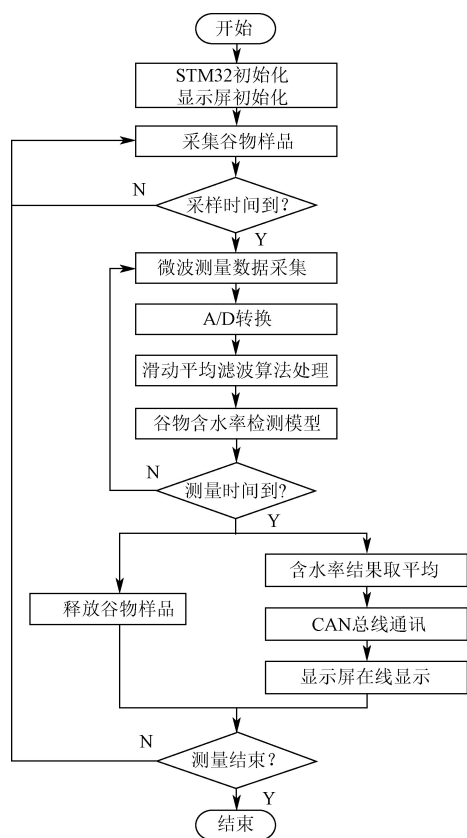 开始
STM32初始化
显示屏初始化
采集谷物样品
N
采样时间到?
Y
微波测量数据采集
A/D转换
滑动平均滤波算法处理
谷物含水率检测模型
N
测量时间到?
Y
含水率结果取平均
释放谷物样品
CAN总线通讯
显示屏在线显示
N
测量结束?
Y
结束